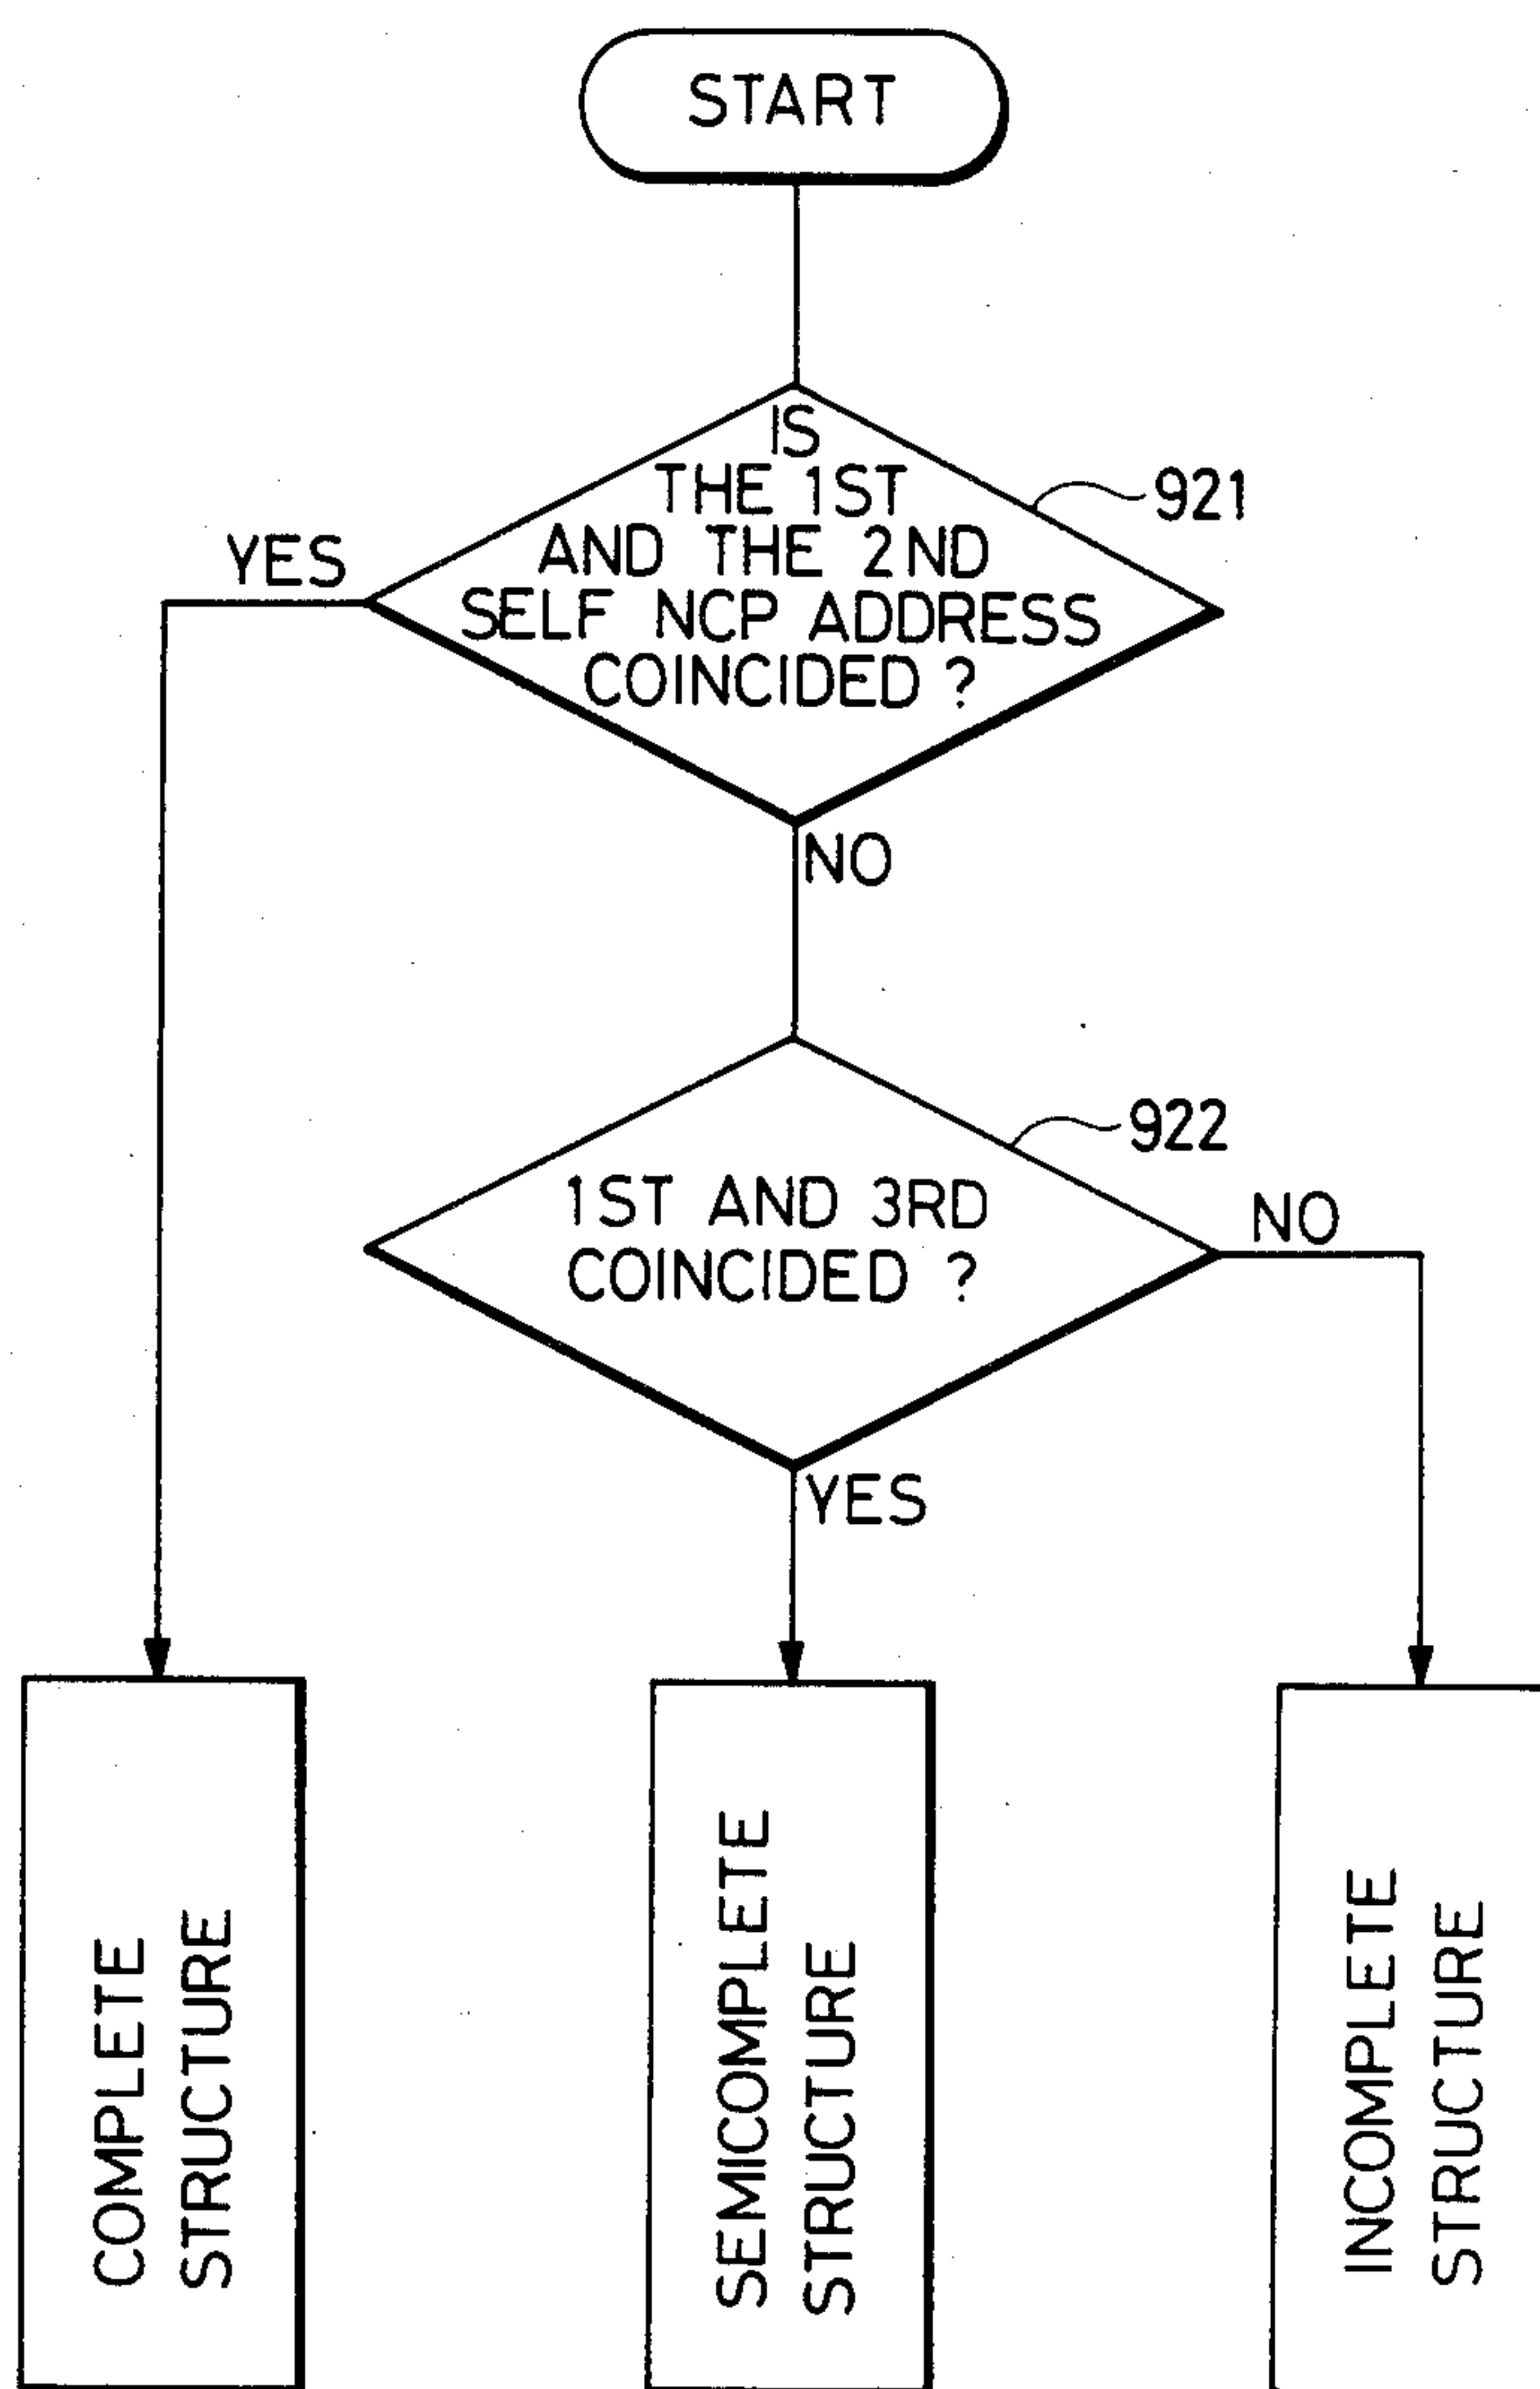 START
IS
THE 1ST
AND THE 2ND
SELF NCP ADDRESS
COINCIDED ?
921
YES
NO
1ST AND 3RD
COINCIDED ?
922
NO
YES
COMPLETE
STRUCTURE
SEMICOMPLETE
STRUCTURE
INCOMPLETE
STRUCTURE